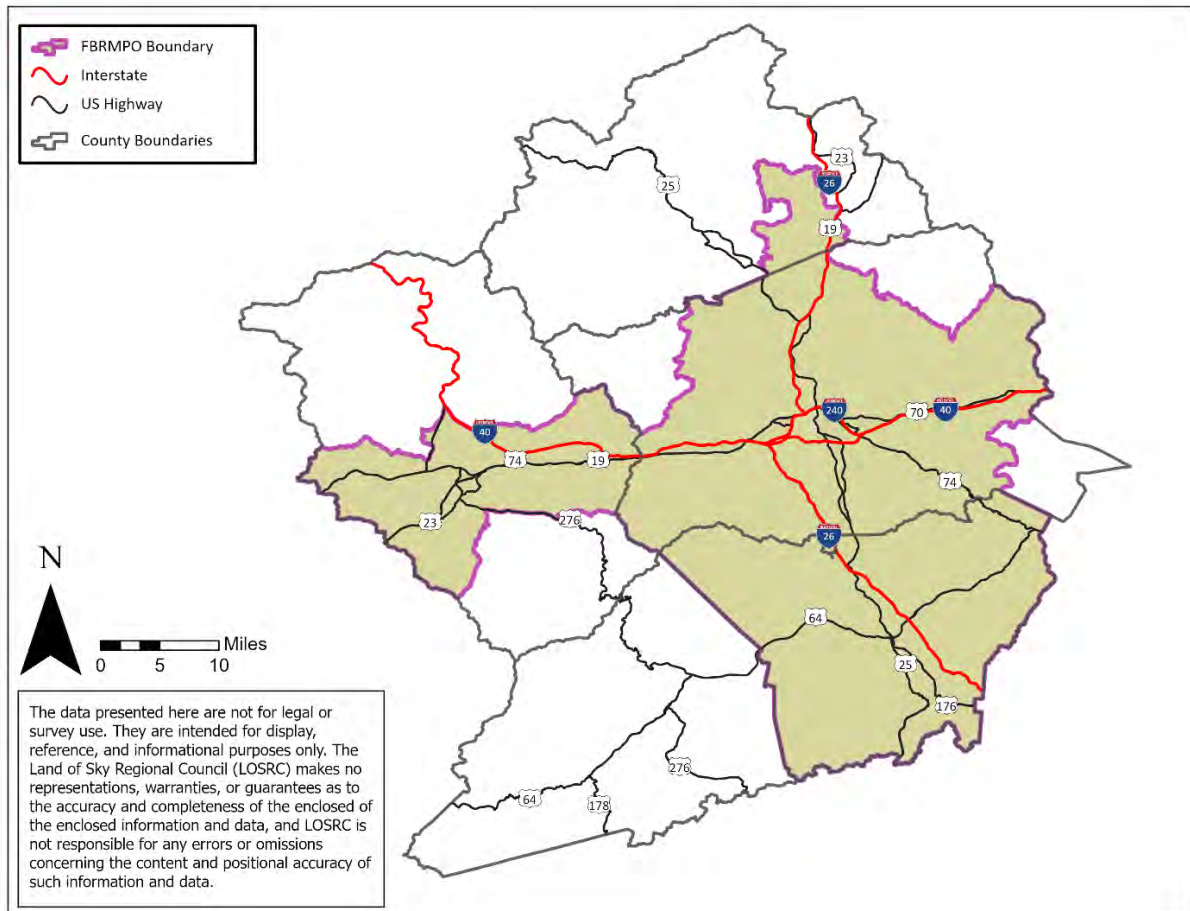 FBRMPO Boundary
Interstate
US Highway
County Boundaries
23
25
26
19
240
70
40
40
74
19
74
23
276
26
64
25
176
276
64
178
N
Miles
0 5 10
The data presented here are not for legal or
survey use. They are intended for display,
reference, and informational purposes only. The
Land of Sky Regional Council (LOSRC) makes no
representations, warranties, or guarantees as to
the accuracy and completeness of the enclosed of
the enclosed information and data, and LOSRC is
not responsible for any errors or omissions
concerning the content and positional accuracy of
such information and data.